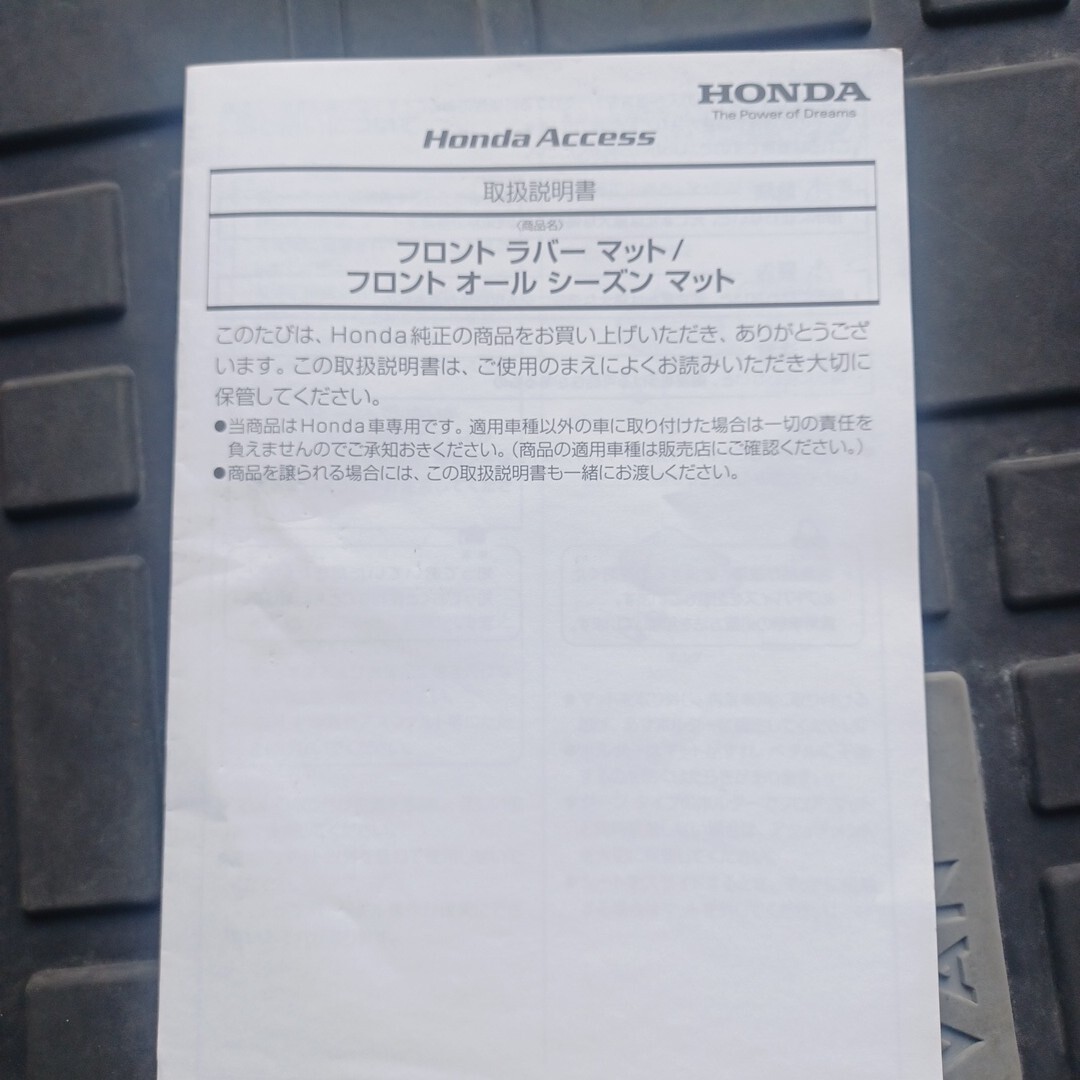 HONDA
The Power of Dreams
Honda Access
取扱説明書
〈商品名〉
フロント ラバー マット/
フロント オール シーズン マット
このたびは、Honda純正の商品をお買い上げいただき、ありがとうござ
います。この取扱説明書は、ご使用のまえによくお読みいただき大切に
保管してください。
●当商品はHonda車専用です。適用車種以外の車に取り付けた場合は一切の責任を
負えませんのでご承知おきください。(商品の適用車種は販売店にご確認ください。)
●商品を譲られる場合には、この取扱説明書も一緒にお渡しください。
VAN